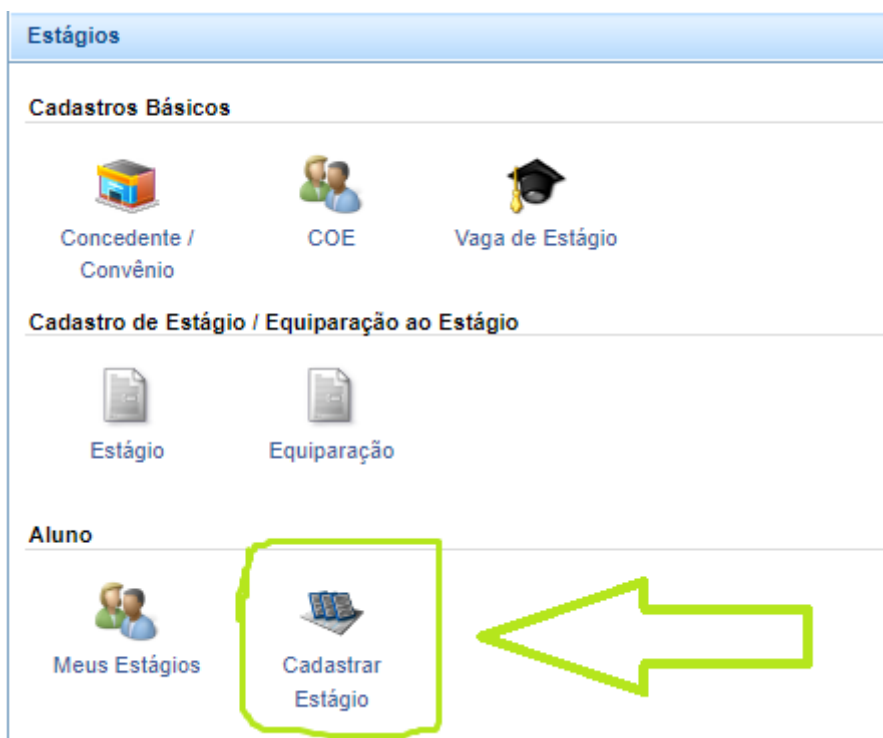 Estágios
Cadastros Básicos
Concedente /
Convênio
COE
Vaga de Estágio
Cadastro de Estágio / Equiparação ao Estágio
Estágio
Equiparação
Aluno
Meus Estágios
Cadastrar
Estágio